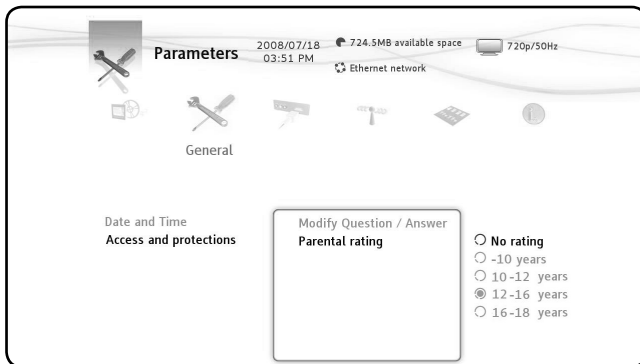 Parameters
2008/07/18
03:51 PM
724.5MB available space
Ethernet network
720p/50Hz
General
Date and Time
Access and protections
Modify Question / Answer
Parental rating
No rating
-10 years
10-12 years
12-16 years
16-18 years